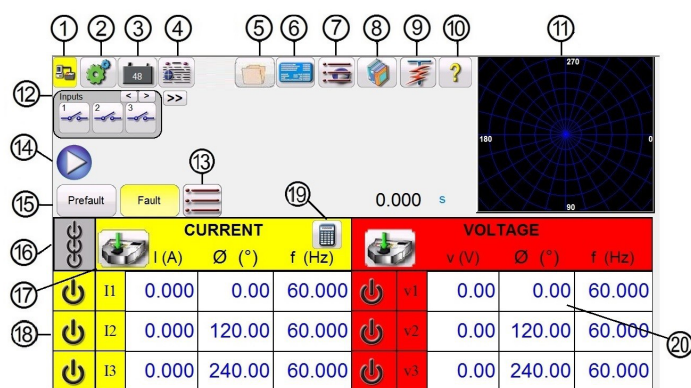 ① ② ③ ④ ⑤ ⑥ ⑦ ⑧ ⑨ ⑩ ⑪
48 ?
270
⑫ Inputs < > >>
1 2 3
180 0
⑭
⑬
⑮ Prefault Fault 0.000 s 90
⑲
⑯ CURRENT VOLTAGE
I (A) Ø (°) f (Hz) v (V) Ø (°) f (Hz)
⑰
I1 0.000 0.00 60.000 v1 0.00 0.00 60.000
⑱ I2 0.000 120.00 60.000 v2 0.00 120.00 60.000
⑳
I3 0.000 240.00 60.000 v3 0.00 240.00 60.000